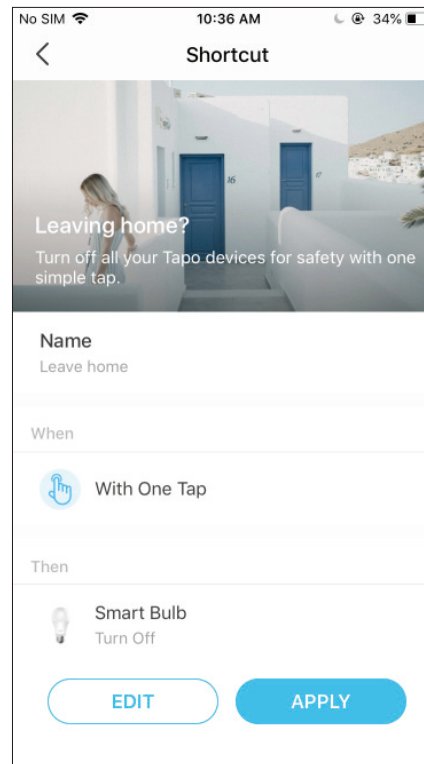 No SIM 10:36 AM 34%
Shortcut
16
Leaving home?
Turn off all your Tapo devices for safety with one
simple tap.
Name
Leave home
When
With One Tap
Then
Smart Bulb
Turn Off
EDIT APPLY